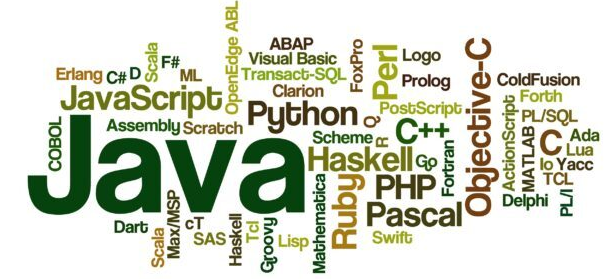 ABL
OpenEdge
Scala
F#
Erlang
C#
D
ML
JavaScript
ABAP
Visual Basic
Transact-SQL
Clarion
FoxPro
Perl
Logo
Prolog
PostScript
Objective-C
ColdFusion
Forth
PL/SQL
ActionScript
MATLAB
C
Ada
Lua
Io
Yacc
TCL
PL/I
Delphi
COBOL
Assembly
Scratch
Python
Scheme
Q
R
C++
Java
Haskell
Go
Fortran
Ruby
PHP
Pascal
Swift
Mathematica
Dart
Scala
Max/MSP
cT
SAS
Haskell
Tcl
Groovy
Lisp